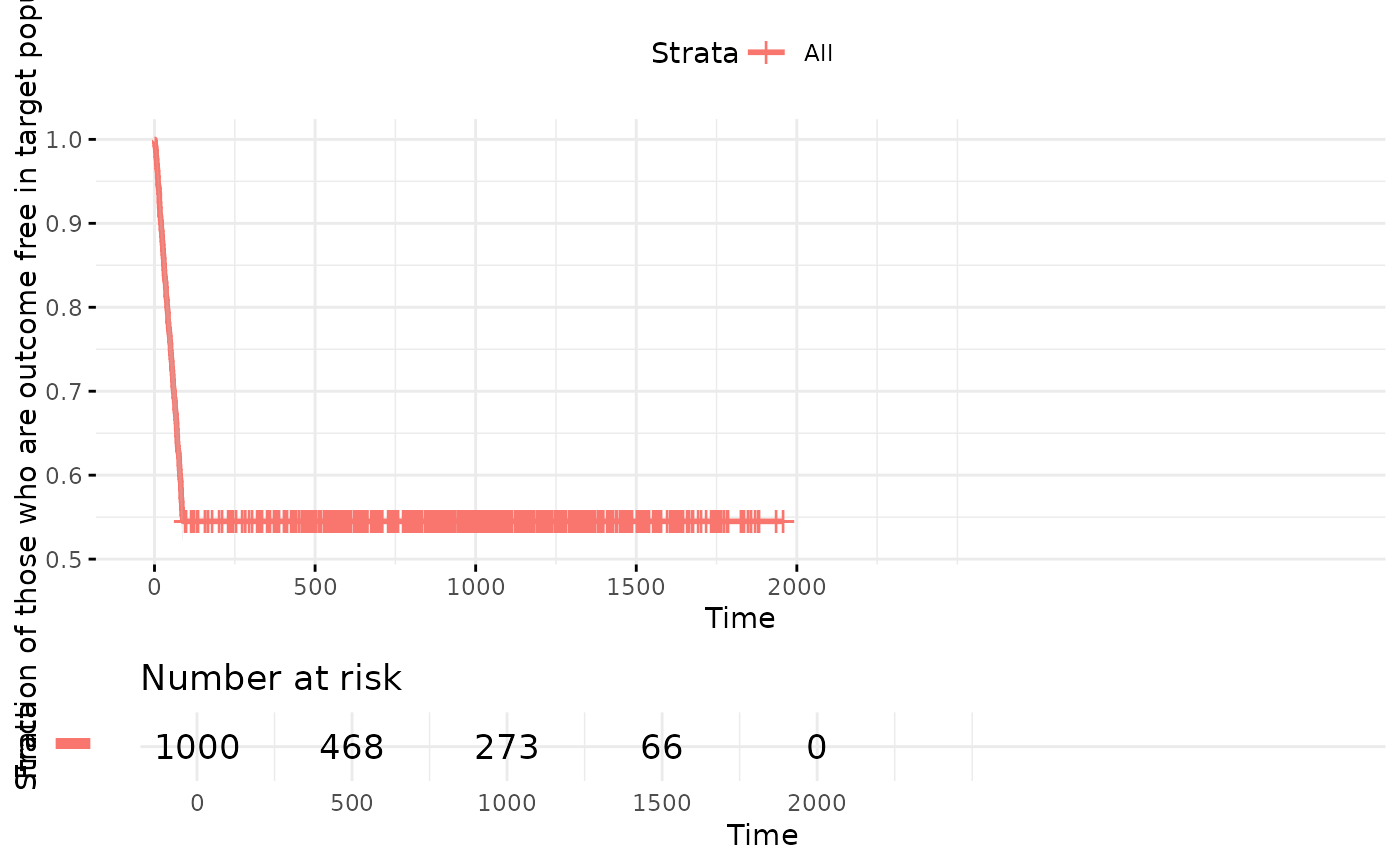 Strata All
Fraction of those who are outcome free in target popu
1.0
0.9
0.8
0.7
0.6
0.5
0 500 1000 1500 2000
Time
Number at risk
Strata
1000 468 273 66 0
0 500 1000 1500 2000
Time